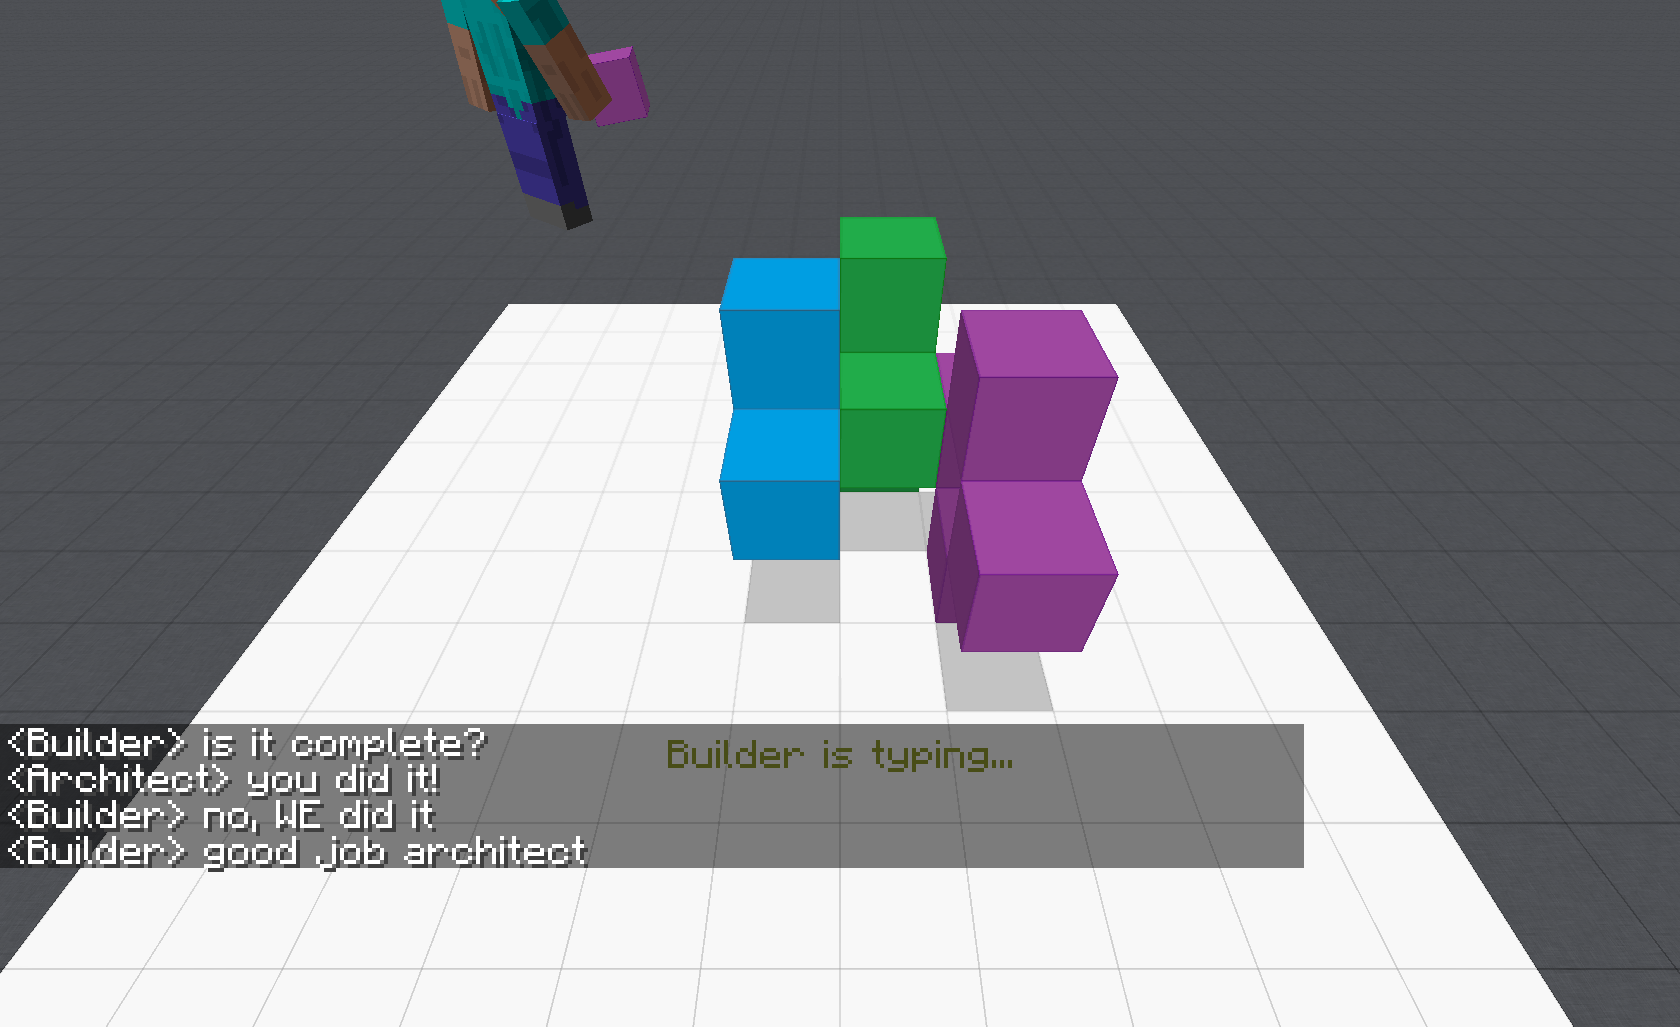 <Builder> is it complete?
Builder is typing...
<Architect> you did it!
<Builder> no, WE did it
<Builder> good job architect